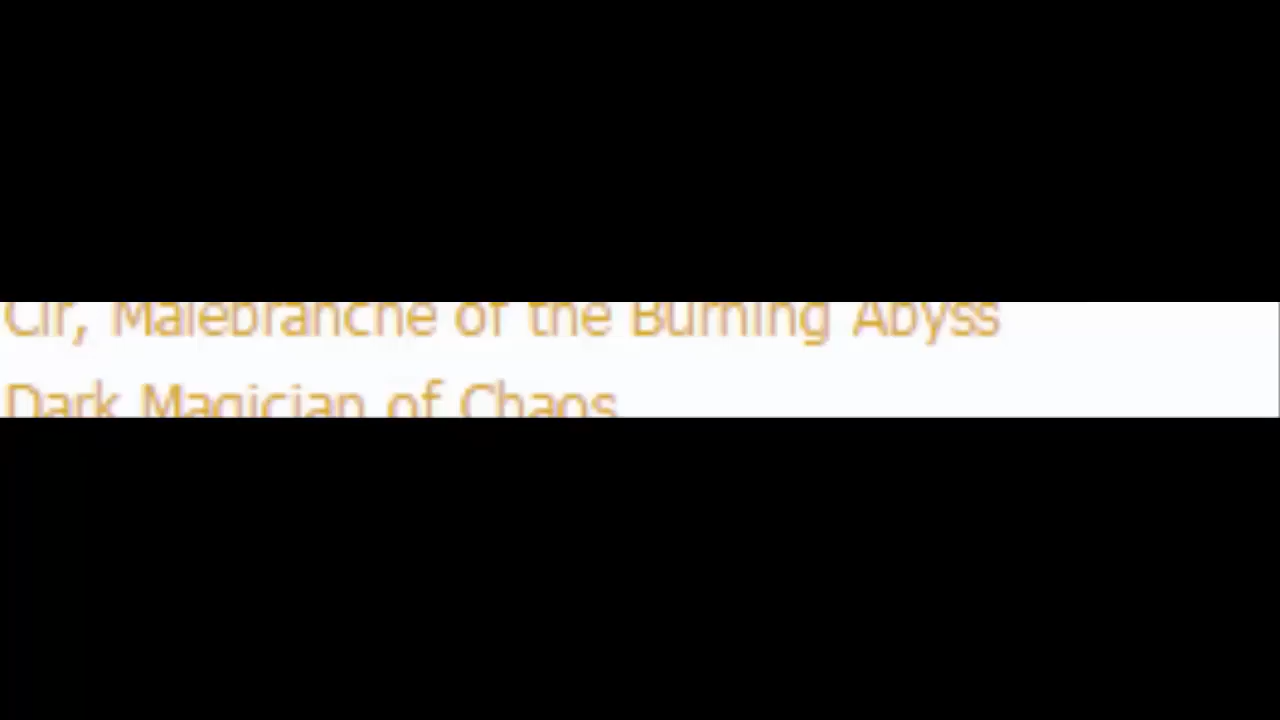 Cir, Malebranche of the Burning Abyss
Dark Magician of Chaos